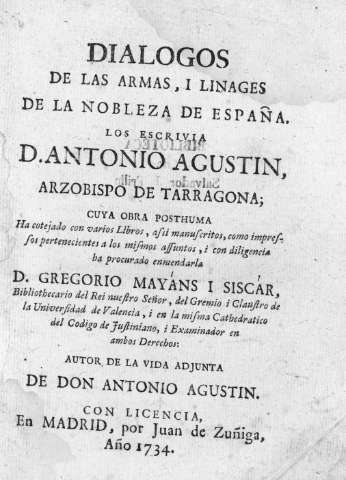 DIALOGOS
DE LAS ARMAS, I LINAGES
DE LA NOBLEZA DE ESPAÑA.
LOS ESCRIVIA
D. ANTONIO AGUSTIN,
ARZOBISPO DE TARRAGONA;
CUYA OBRA POSTHUMA
Ha cotejado con varios Libros, assi manuscritos, como impres-
sos pertenecientes a los mismos assuntos, i con diligencia
ha procurado enmendarla
D. GREGORIO MAYÁNS I SISCÁR,
Bibliothecario del Rei nuestro Señor, del Gremio i Claustro de
la Universidad de Valencia, i en la misma Cathedratico
del Codigo de Justiniano, i Examinador en
ambos Derechos:
AUTOR DE LA VIDA ADJUNTA
DE DON ANTONIO AGUSTIN.
CON LICENCIA,
En MADRID, por Juan de Zuñiga,
Año 1734.